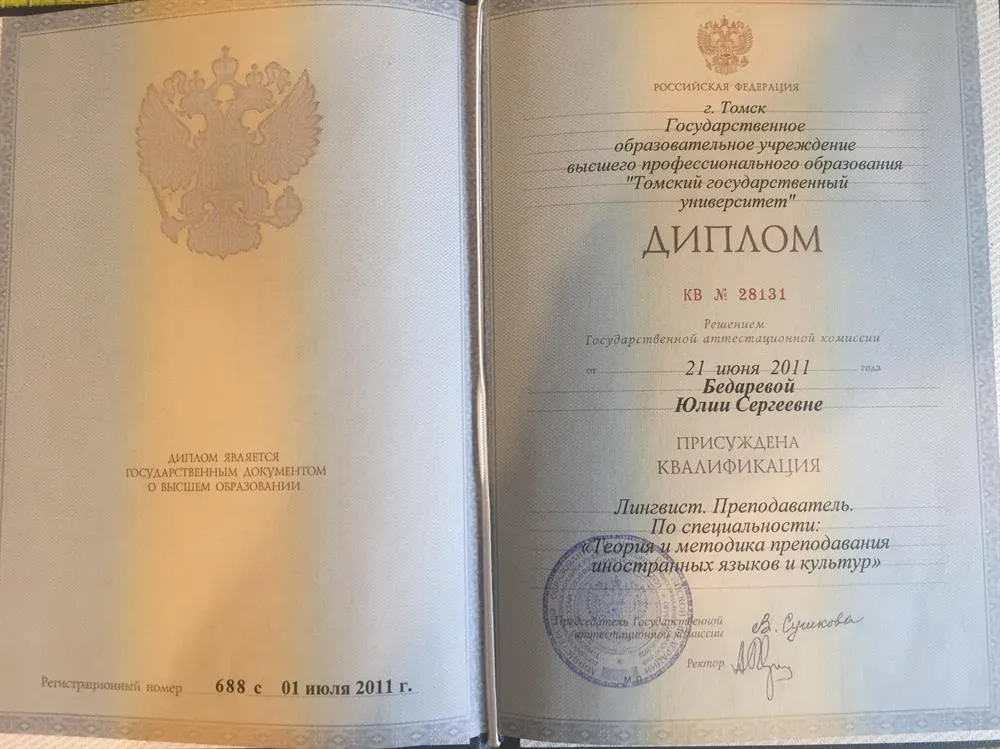 ДИПЛОМ ЯВЛЯЕТСЯ
ГОСУДАРСТВЕННЫМ ДОКУМЕНТОМ
О ВЫСШЕМ ОБРАЗОВАНИИ
Регистрационный номер 688 с 01 июля 2011 г.
РОССИЙСКАЯ ФЕДЕРАЦИЯ
г. Томск
Государственное
образовательное учреждение
высшего профессионального образования
"Томский государственный
университет"
ДИПЛОМ
КВ № 28131
Решением
Государственной аттестационной комиссии
от 21 июня 2011 года
Бедаревой
Юлии Сергеевне
ПРИСУЖДЕНА
КВАЛИФИКАЦИЯ
Лингвист. Преподаватель.
По специальности:
«Теория и методика преподавания
иностранных языков и культур»
Председатель Государственной
аттестационной комиссии В. Сушкова
Ректор
М.П.